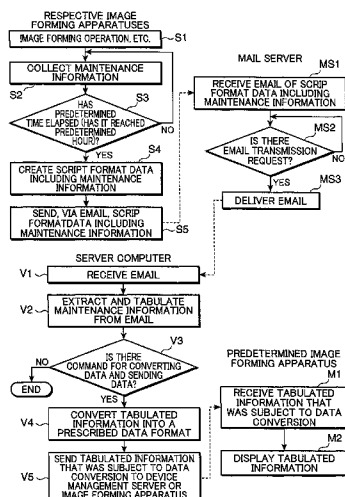 RESPECTIVE IMAGE
FORMING APPARATUSES
S1
IMAGE FORMING OPERATION, ETC.
COLLECT MAINTENANCE
INFORMATION
S2
S3
HAS
PREDETERMINED
TIME ELAPSED (HAS IT REACHED
PREDETERMINED
HOUR)?
NO
YES
S4
CREATE SCRIPT FORMAT DATA
INCLUDING MAINTENANCE
INFORMATION
SEND, VIA EMAIL, SCRIP
FORMATDATA INCLUDING
MAINTENANCE INFORMATION
S5
MAIL SERVER
MS1
RECEIVE EMAIL OF SCRIP
FORMAT DATA INCLUDING
MAINTENANCE INFORMATION
MS2
IS THERE
EMAIL TRANSMISSION
REQUEST?
NO
YES
MS3
DELIVER EMAIL
SERVER COMPUTER
V1
RECEIVE EMAIL
V2
EXTRACT AND TABULATE
MAINTENANCE INFORMATION
FROM EMAIL
V3
IS THERE
COMMAND FOR CONVERTING
DATA AND SENDING
DATA?
NO
END
YES
V4
CONVERT TABULATED
INFORMATION INTO A
PRESCRIBED DATA FORMAT
V5
SEND TABULATED INFORMATION
THAT WAS SUBJECT TO DATA
CONVERSION TO DEVICE
MANAGEMENT SERVER OR
IMAGE FORMING APPARATUS
PREDETERMINED IMAGE
FORMING APPARATUS
M1
RECEIVE TABULATED
INFORMATION THAT
WAS SUBJECT TO DATA
CONVERSION
M2
DISPLAY TABULATED
INFORMATION